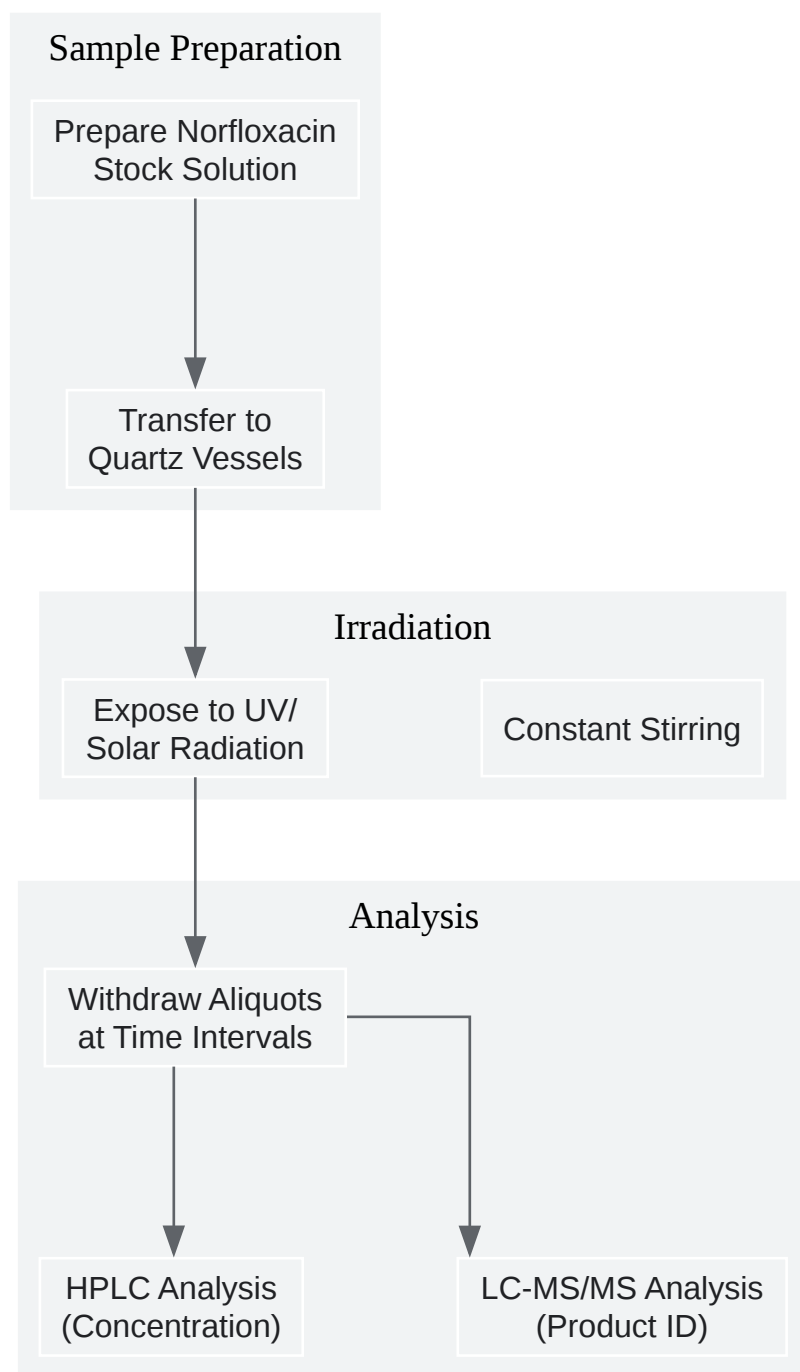 Sample Preparation
Prepare Norfloxacin
Stock Solution
Transfer to
Quartz Vessels
Irradiation
Expose to UV/
Solar Radiation
Constant Stirring
Analysis
Withdraw Aliquots
at Time Intervals
HPLC Analysis
(Concentration)
LC-MS/MS Analysis
(Product ID)